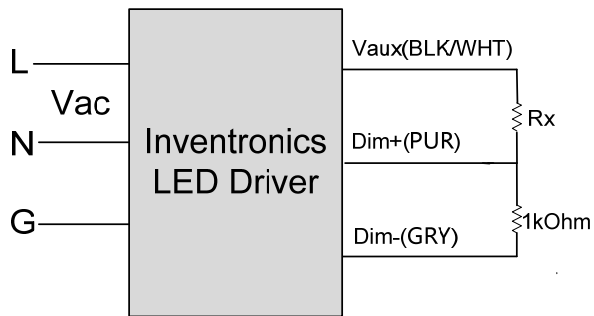 L
Vac
N
G
Inventronics
LED Driver
Vaux(BLK/WHT)
Rx
Dim+(PUR)
1kOhm
Dim-(GRY)